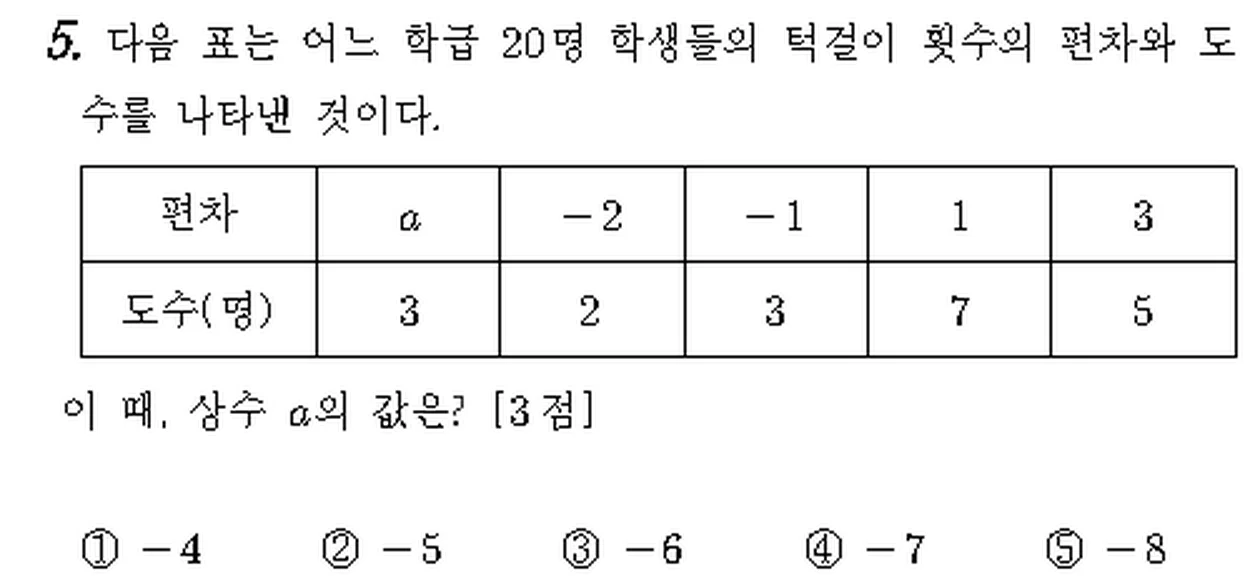 5. 다음 표는 어느 학급 20명 학생들의 턱걸이 횟수의 편차와 도
수를 나타낸 것이다.
편차 a -2 -1 1 3
도수(명) 3 2 3 7 5
이 때, 상수 a의 값은? [3점]
① -4 ② -5 ③ -6 ④ -7 ⑤ -8